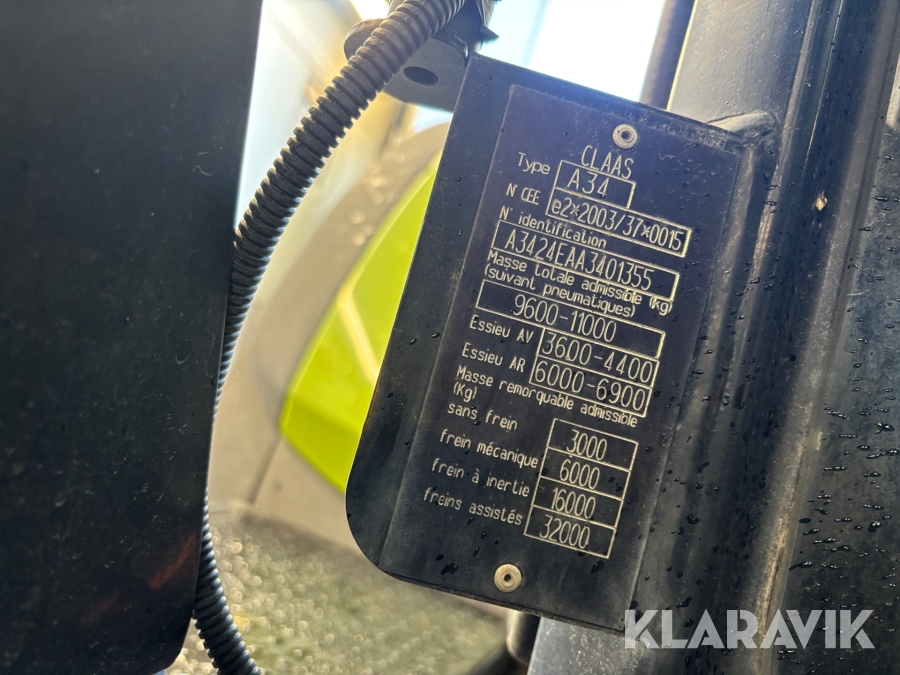 CLAAS
Type A34
N° CEE e2*2003/37*0015
N° identification
A3424EAA3401355
Masse totale admissible (kg)
(suivant pneumatiques)
9600-11000
Essieu AV 3600-4400
Essieu AR 6000-6900
Masse remorquable admissible
(Kg)
sans frein 3000
frein mécanique 6000
frein à inertie 16000
freins assistés 32000
KLARAVIK